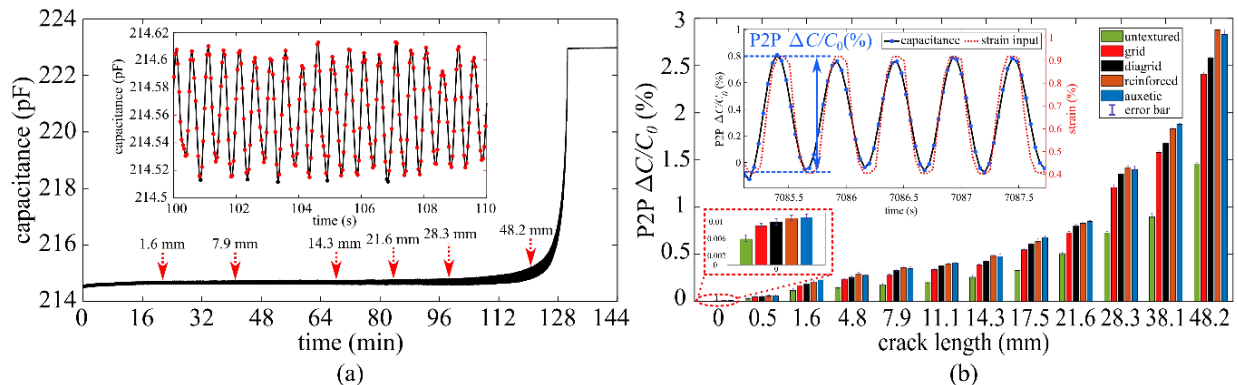 224
222
220
218
216
214
capacitance (pF)
0 16 32 48 64 80 96 112 128 144
time (min)
214.62
214.6
214.58
214.56
214.54
214.52
214.5
capacitance (pF)
100 102 104 106 108 110
time (s)
1.6 mm
7.9 mm
14.3 mm
21.6 mm
28.3 mm
48.2 mm
(a)
3
2.5
2
1.5
1
0.5
0
P2P ΔC/C0 (%)
0 0.5 1.6 4.8 7.9 11.1 14.3 17.5 21.6 28.3 38.1 48.2
crack length (mm)
P2P ΔC/C0(%)
capacitance
strain input
1.2
0.8
0.4
0
P2P ΔC/C0 (%)
0.9
0.8
0.7
0.6
0.5
0.4
strain (%)
7085.5 7086 7086.5 7087 7087.5
time (s)
0.01
0.006
0.002
0
0
untextured
grid
diagrid
reinforced
auxetic
error bar
(b)